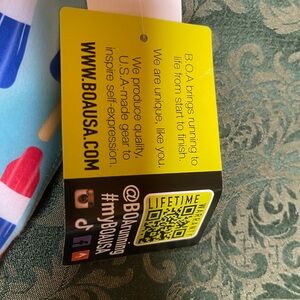 B.O.A brings running to
life from start to finish.
We are unique, like you.
We produce quality,
U.S.A-made gear to
inspire self-expression.
WWW.BOAUSA.COM
LIFETIME
WARRANTY
@BOArunning
#myBOAUSA